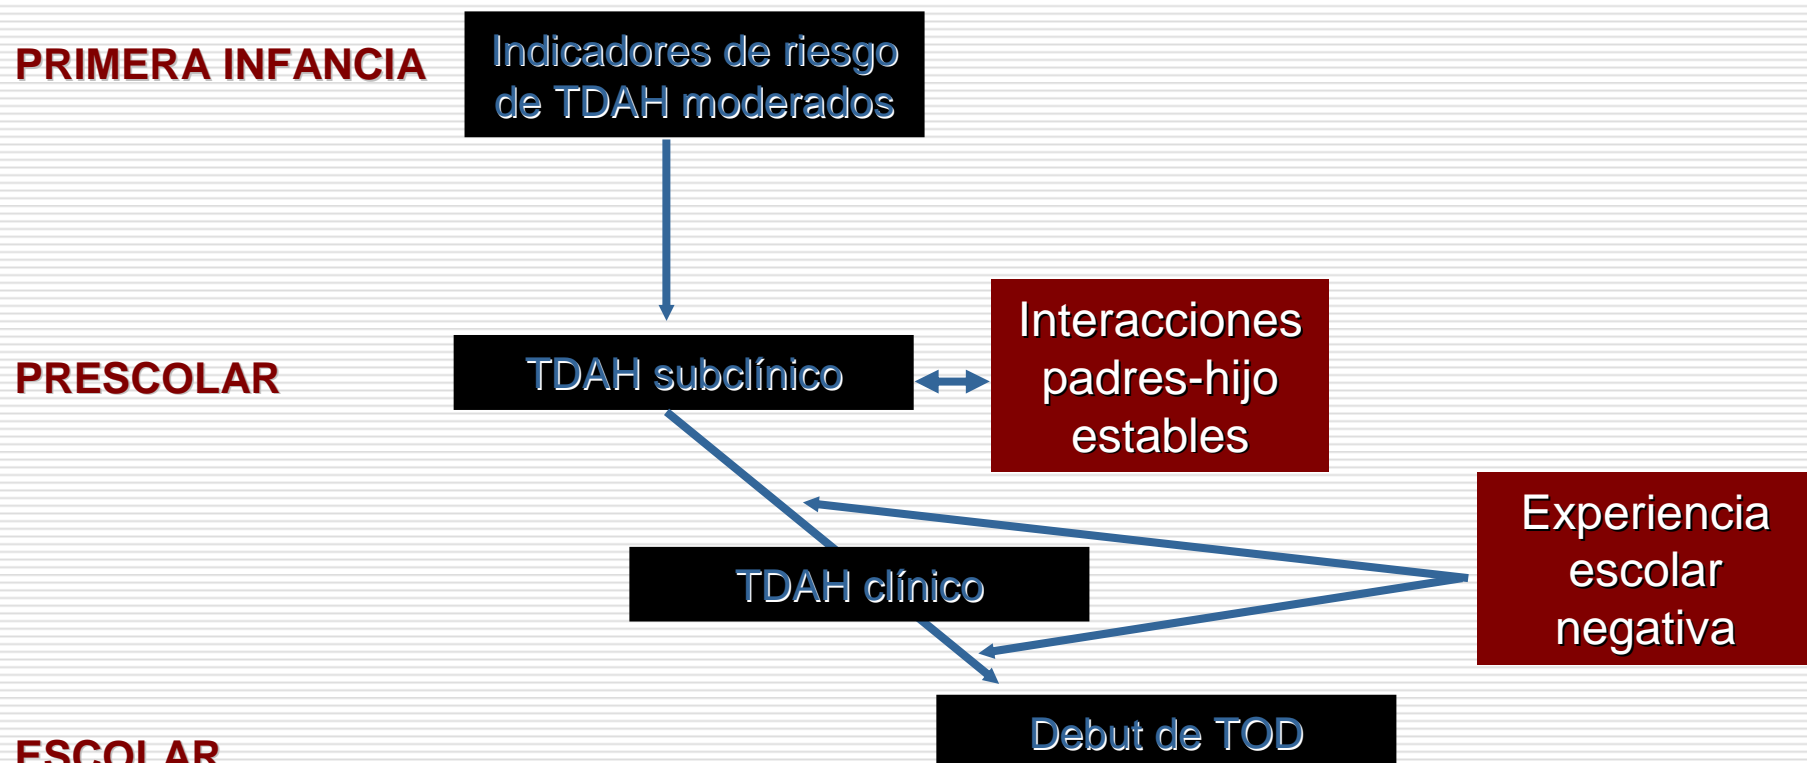 PRIMERA INFANCIA
Indicadores de riesgo
de TDAH moderados
PRESCOLAR
TDAH subclínico
Interacciones
padres-hijo
estables
Experiencia
escolar
negativa
TDAH clínico
Debut de TOD
ESCOLAR